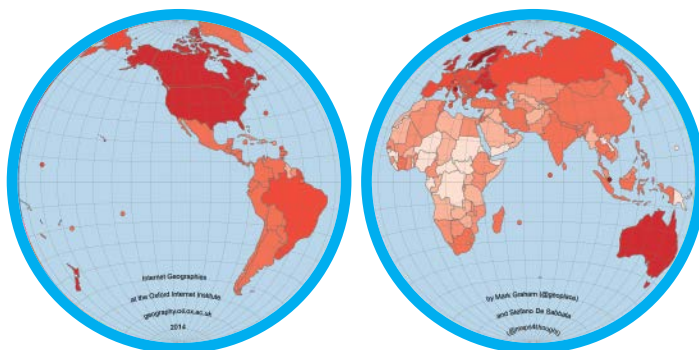 Internet Geographies
at the Oxford Internet Institute
geography.oii.ox.ac.uk
2014
by Mark Graham (@geoplace)
and Stefano De Sabbata
(@maps4thought)